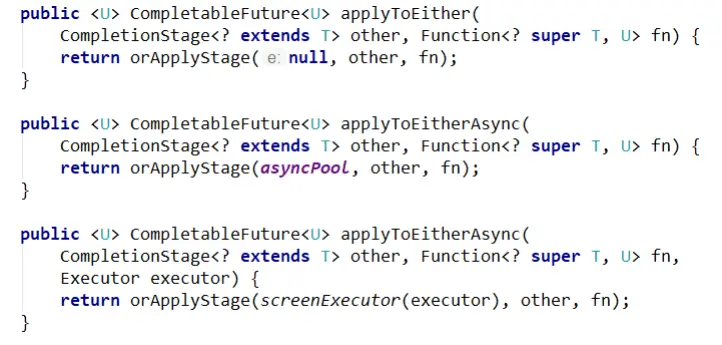 public <U> CompletableFuture<U> applyToEither(
    CompletionStage<? extends T> other, Function<? super T, U> fn) {
    return orApplyStage( e: null, other, fn);
}

public <U> CompletableFuture<U> applyToEitherAsync(
    CompletionStage<? extends T> other, Function<? super T, U> fn) {
    return orApplyStage(asyncPool, other, fn);
}

public <U> CompletableFuture<U> applyToEitherAsync(
    CompletionStage<? extends T> other, Function<? super T, U> fn,
    Executor executor) {
    return orApplyStage(screenExecutor(executor), other, fn);
}